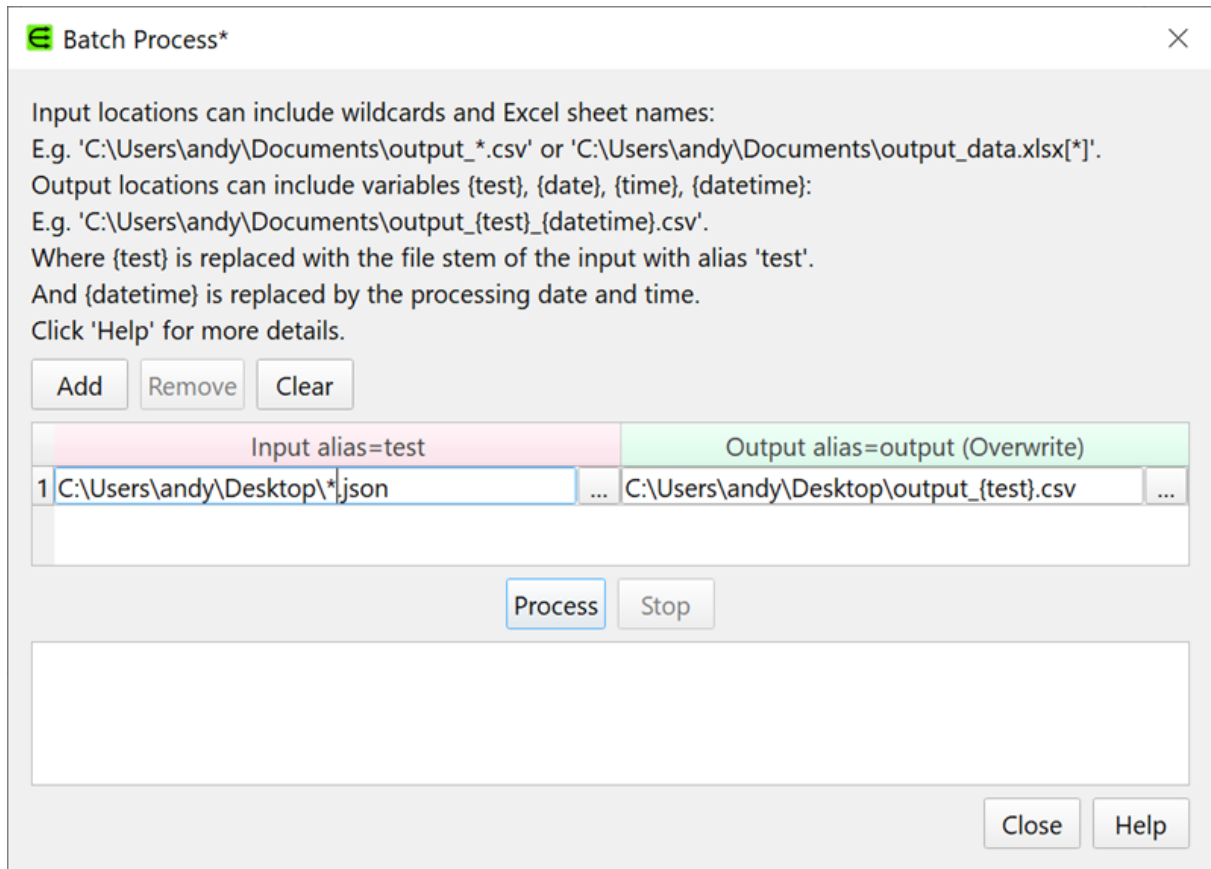 Batch Process*
Input locations can include wildcards and Excel sheet names:
E.g. 'C:\Users\andy\Documents\output_*.csv' or 'C:\Users\andy\Documents\output_data.xlsx[*]'.
Output locations can include variables {test}, {date}, {time}, {datetime}:
E.g. 'C:\Users\andy\Documents\output_{test}_{datetime}.csv'.
Where {test} is replaced with the file stem of the input with alias 'test'.
And {datetime} is replaced by the processing date and time.
Click 'Help' for more details.
Add Remove Clear
Input alias=test Output alias=output (Overwrite)
1 C:\Users\andy\Desktop\*.json ... C:\Users\andy\Desktop\output_{test}.csv ...
Process Stop
Close Help